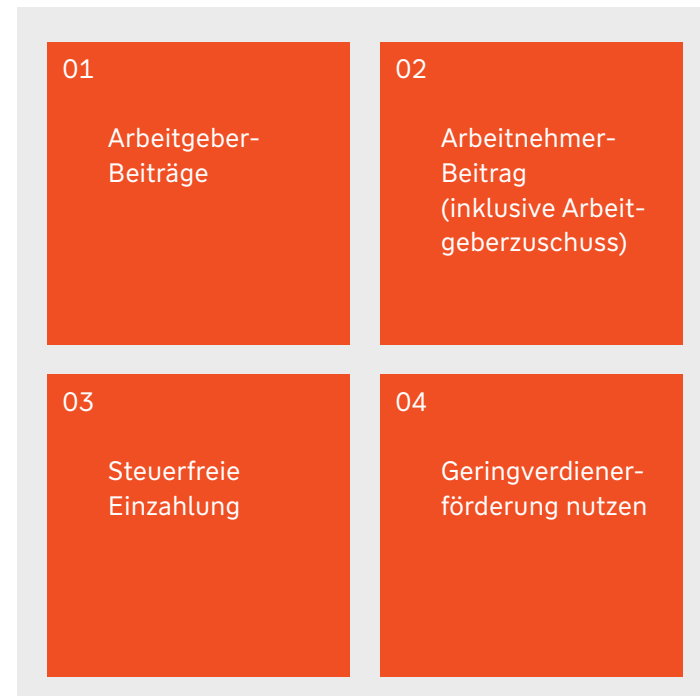 01
Arbeitgeber-
Beiträge
02
Arbeitnehmer-
Beitrag
(inklusive Arbeit-
geberzuschuss)
03
Steuerfreie
Einzahlung
04
Geringverdiener-
förderung nutzen